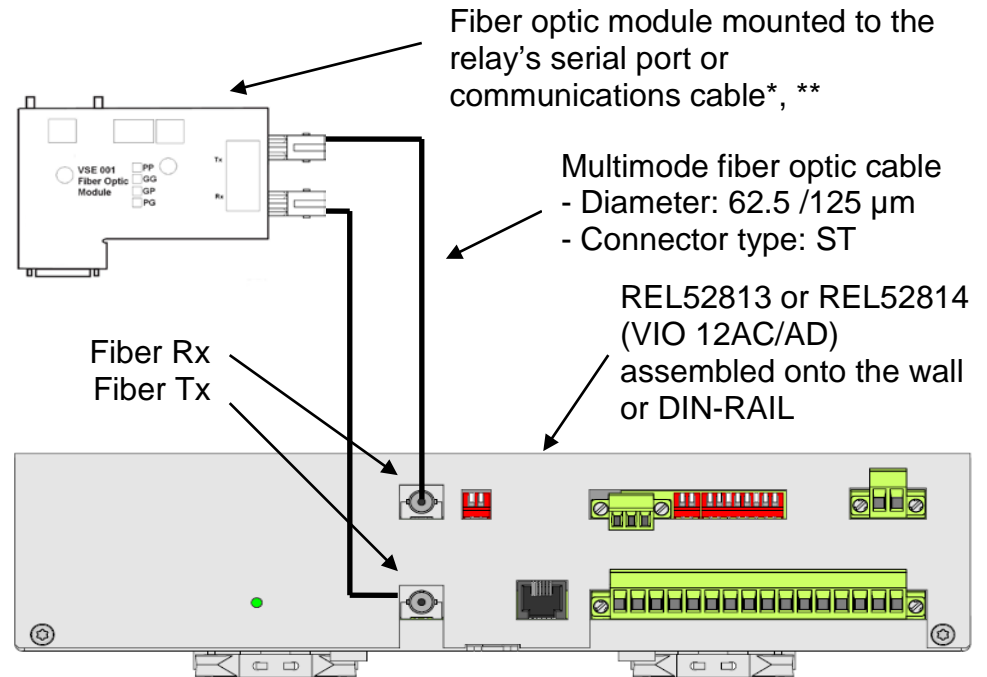 Fiber optic module mounted to the
relay's serial port or
communications cable*, **
VSE 001
Fiber Optic
Module
PP
GG
GP
PG
Tx
Rx
Multimode fiber optic cable
- Diameter: 62.5 /125 µm
- Connector type: ST
REL52813 or REL52814
(VIO 12AC/AD)
assembled onto the wall
or DIN-RAIL
Fiber Rx
Fiber Tx